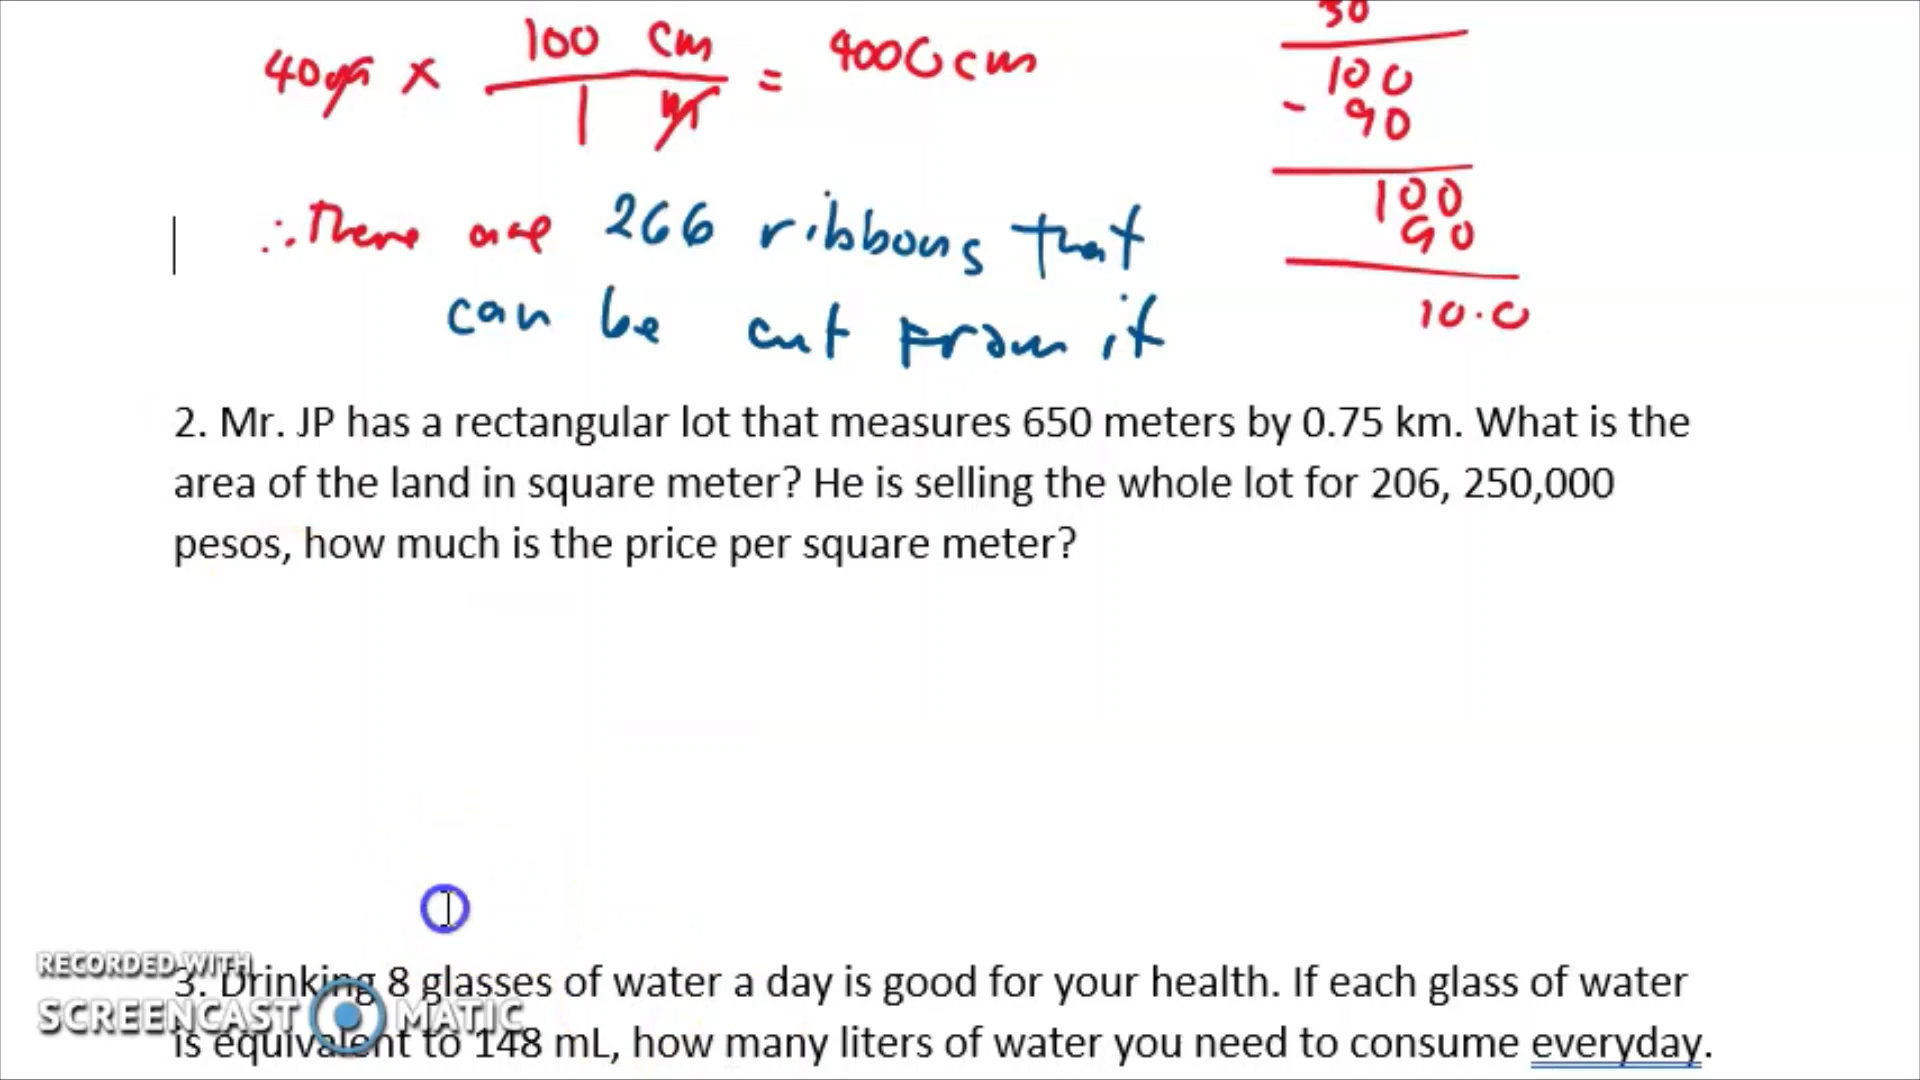 30
40m x 100 cm / 1 m = 4000cm
100
- 90
100
90
10.0
∴ There are 266 ribbons that
can be cut from it
2. Mr. JP has a rectangular lot that measures 650 meters by 0.75 km. What is the
area of the land in square meter? He is selling the whole lot for 206, 250,000
pesos, how much is the price per square meter?
RECORDED WITH
SCREENCAST MATIC
3. Drinking 8 glasses of water a day is good for your health. If each glass of water
is equivalent to 148 mL, how many liters of water you need to consume everyday.